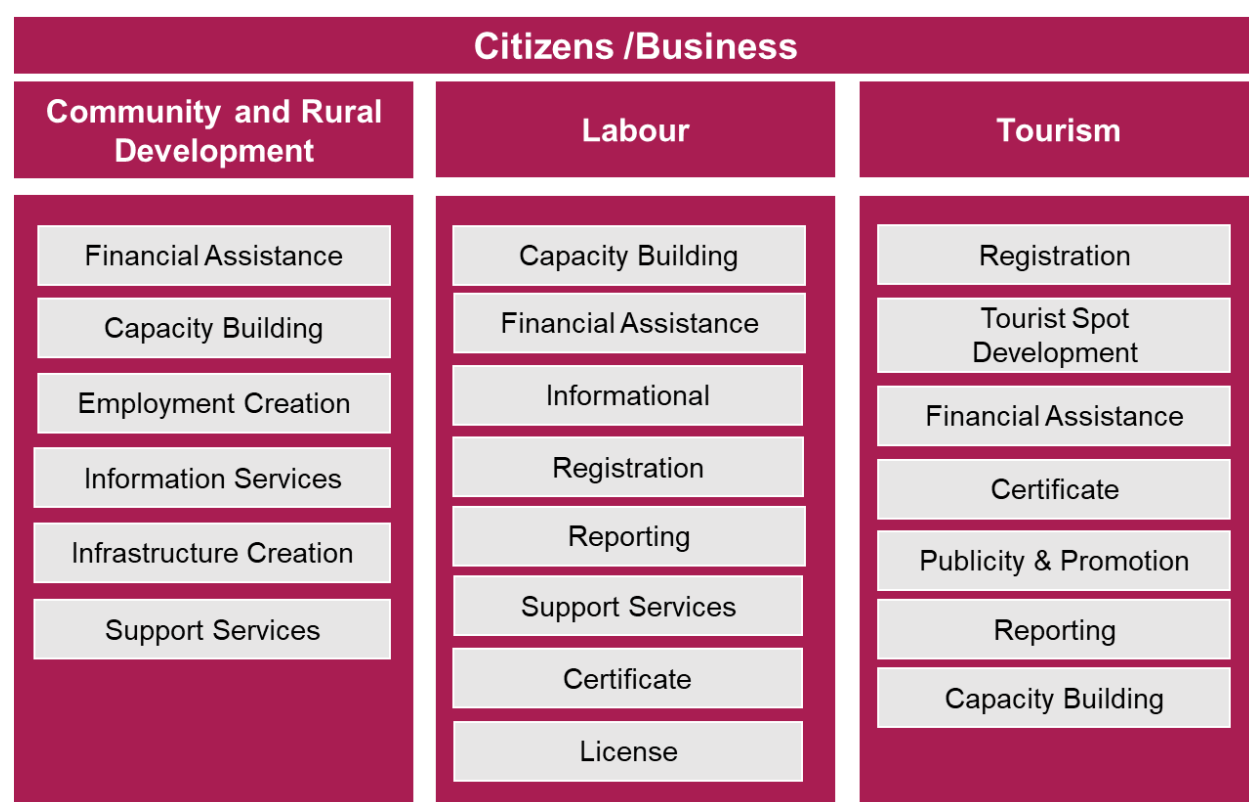 Citizens /Business
Community and Rural
Development
Financial Assistance
Capacity Building
Employment Creation
Information Services
Infrastructure Creation
Support Services
Labour
Capacity Building
Financial Assistance
Informational
Registration
Reporting
Support Services
Certificate
License
Tourism
Registration
Tourist Spot
Development
Financial Assistance
Certificate
Publicity & Promotion
Reporting
Capacity Building